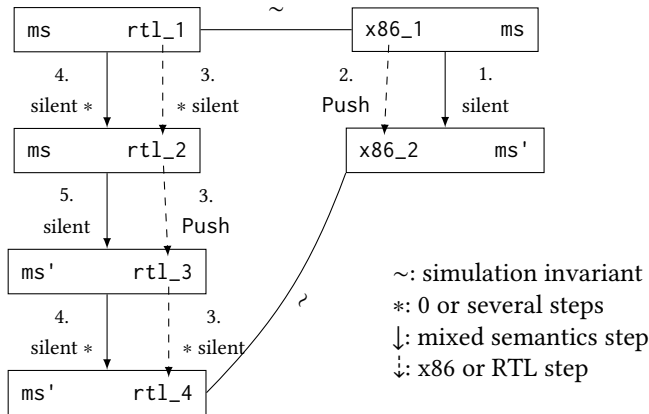 ∼
ms rtl_1 x86_1 ms
4. 3. 2. 1.
silent ∗ ∗ silent Push silent
ms rtl_2 x86_2 ms'
5. 3.
silent Push
ms' rtl_3
∼
∼: simulation invariant
4. 3. ∗: 0 or several steps
silent ∗ ∗ silent ↓: mixed semantics step
⇣: x86 or RTL step
ms' rtl_4